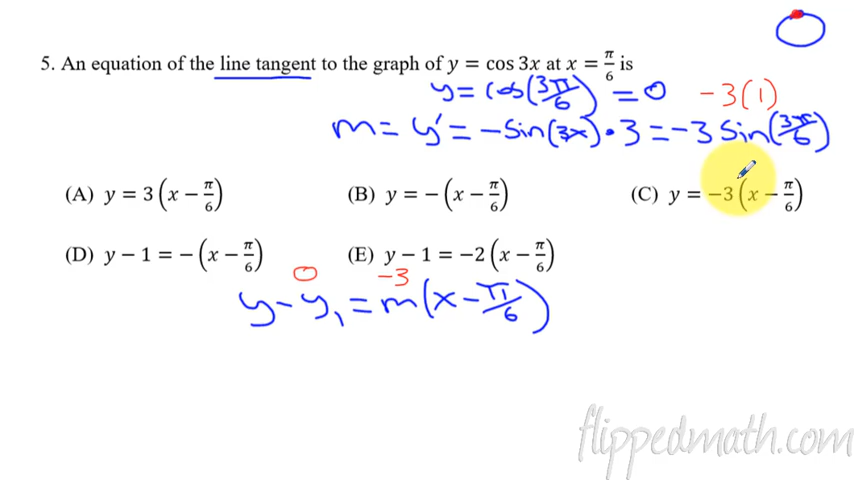 5. An equation of the line tangent to the graph of y = cos 3x at x = π/6 is
y = cos(3π/6) = 0 -3(1)
m = y' = -sin(3x) • 3 = -3 sin(3π/6)
(A) y = 3(x − π/6) (B) y = −(x − π/6) (C) y = −3(x − π/6)
(D) y − 1 = −(x − π/6) (E) y − 1 = −2(x − π/6)
0 -3
y - y₁ = m(x - π/6)
flippedmath.com